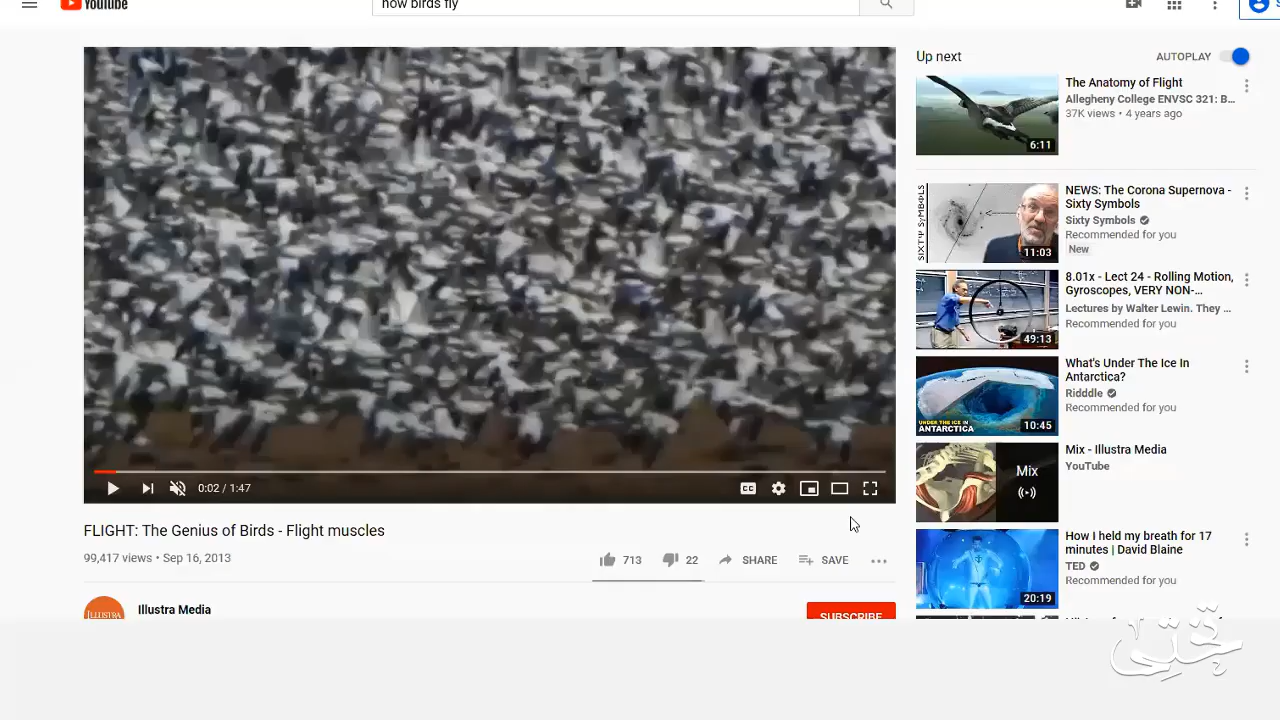 YouTube
how birds fly
Up next
AUTOPLAY
The Anatomy of Flight
Allegheny College ENVSC 321: B...
37K views • 4 years ago
6:11
NEWS: The Corona Supernova -
Sixty Symbols
Sixty Symbols
Recommended for you
New
SIXTY SYMBOLS
11:03
8.01x - Lect 24 - Rolling Motion,
Gyroscopes, VERY NON-...
Lectures by Walter Lewin. They ...
Recommended for you
49:13
What's Under The Ice In
Antarctica?
Riddle
Recommended for you
UNDER THE ICE IN
ANTARCTICA
10:45
Mix - Illustra Media
YouTube
Mix
How I held my breath for 17
minutes | David Blaine
TED
Recommended for you
20:19
CC
0:02 / 1:47
FLIGHT: The Genius of Birds - Flight muscles
99,417 views • Sep 16, 2013
713
22
SHARE
SAVE
ILLUSTRA
Illustra Media
SUBSCRIBE